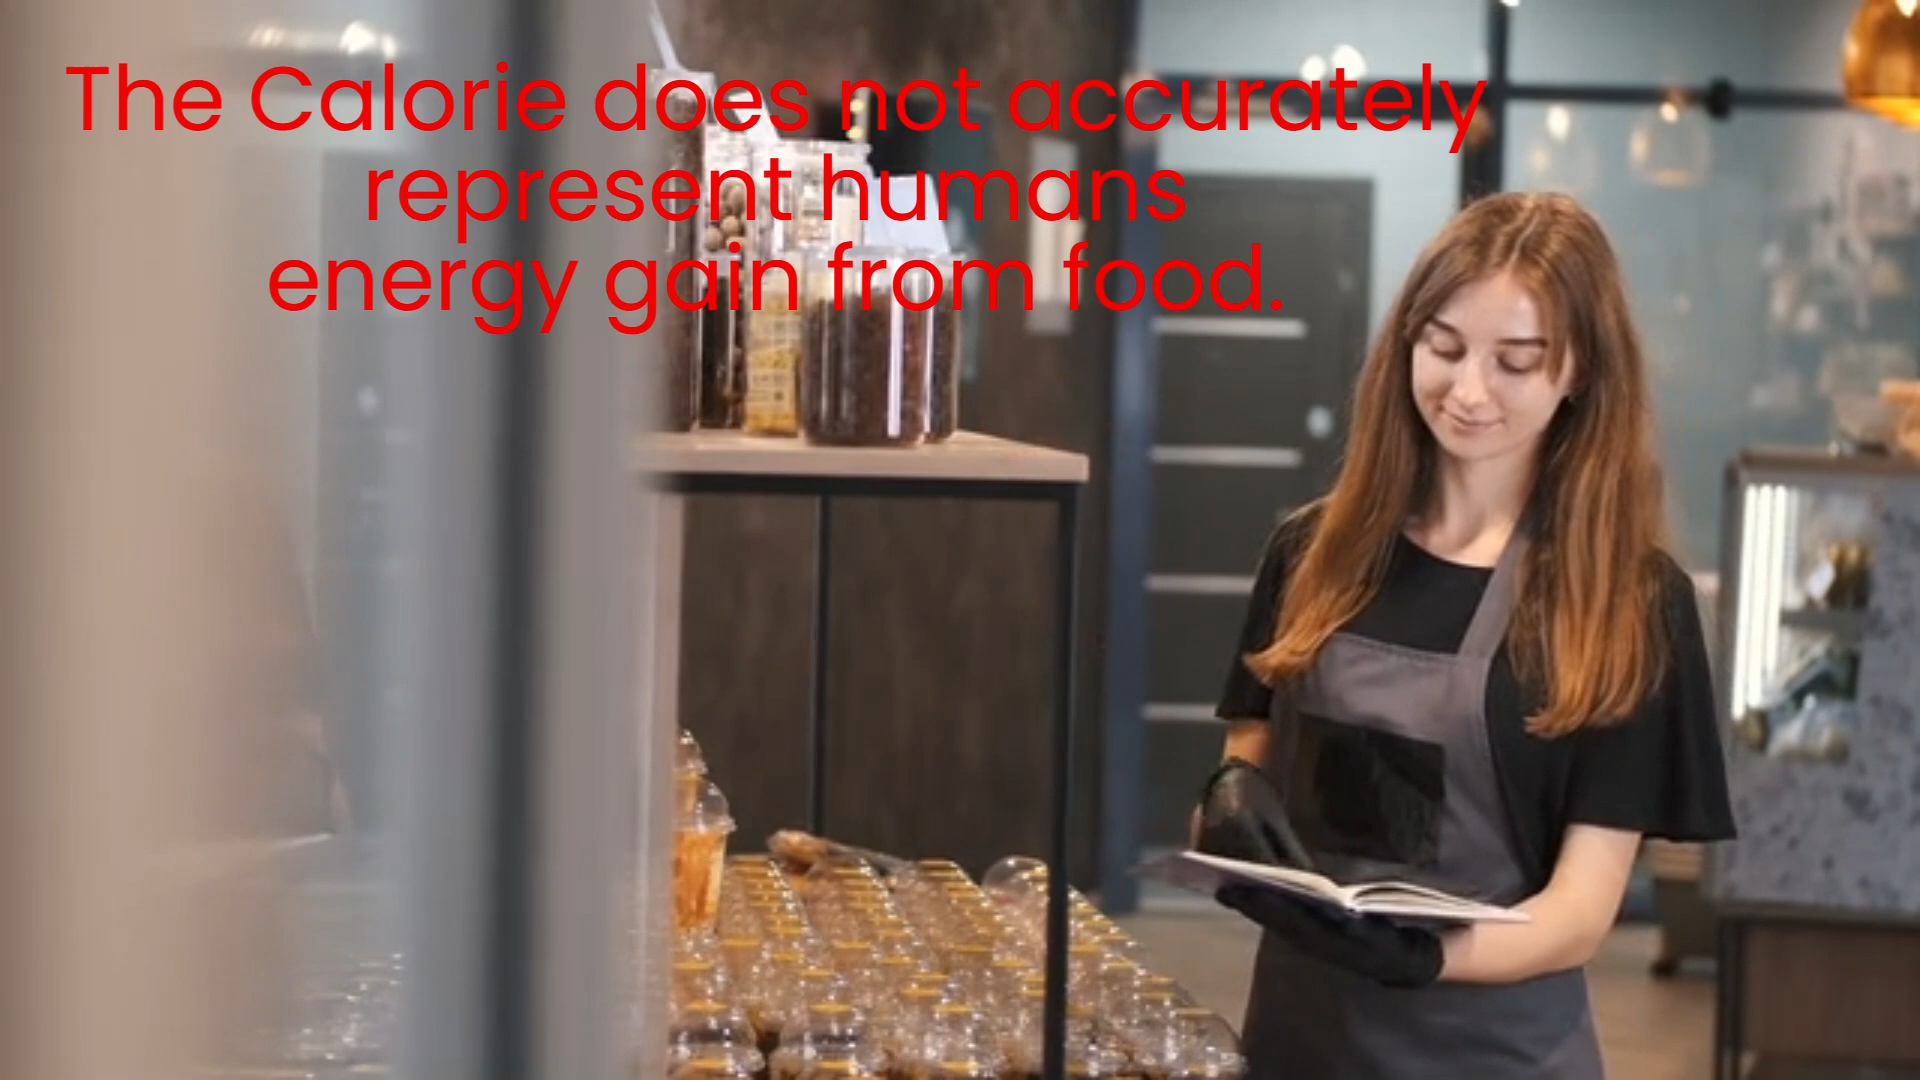 The Calorie does not accurately
represent humans
energy gain from food.